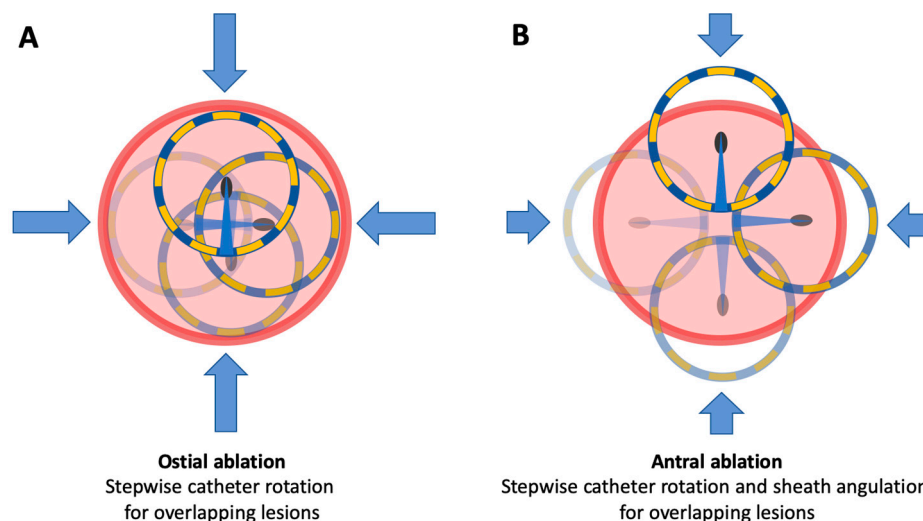 A
B
Ostial ablation
Stepwise catheter rotation
for overlapping lesions
Antral ablation
Stepwise catheter rotation and sheath angulation
for overlapping lesions